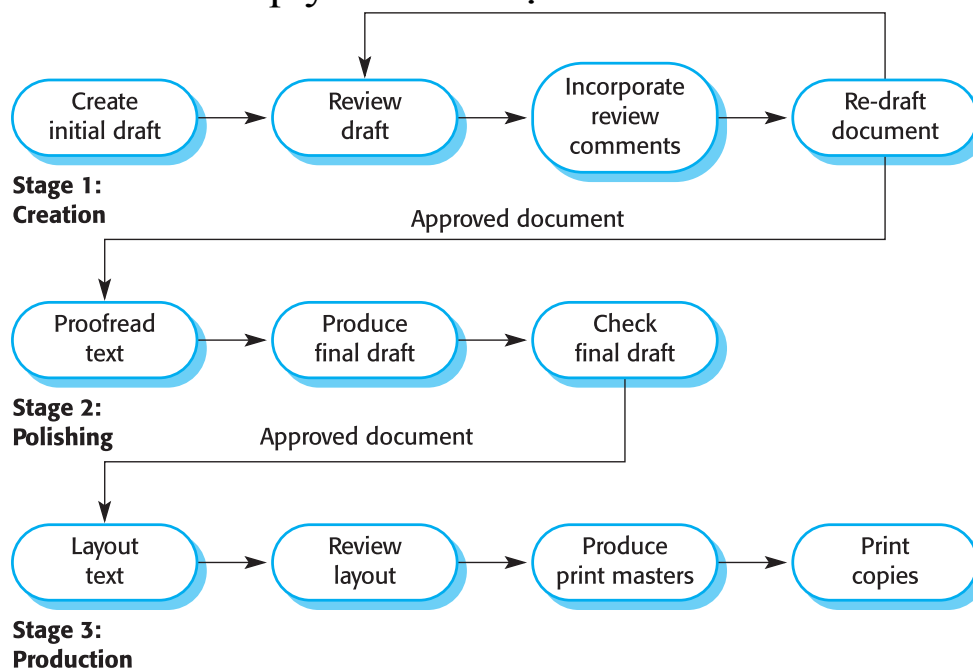 Create
initial draft
Review
draft
Incorporate
review
comments
Re-draft
document
Stage 1:
Creation
Approved document
Proofread
text
Produce
final draft
Check
final draft
Stage 2:
Polishing
Approved document
Layout
text
Review
layout
Produce
print masters
Print
copies
Stage 3:
Production